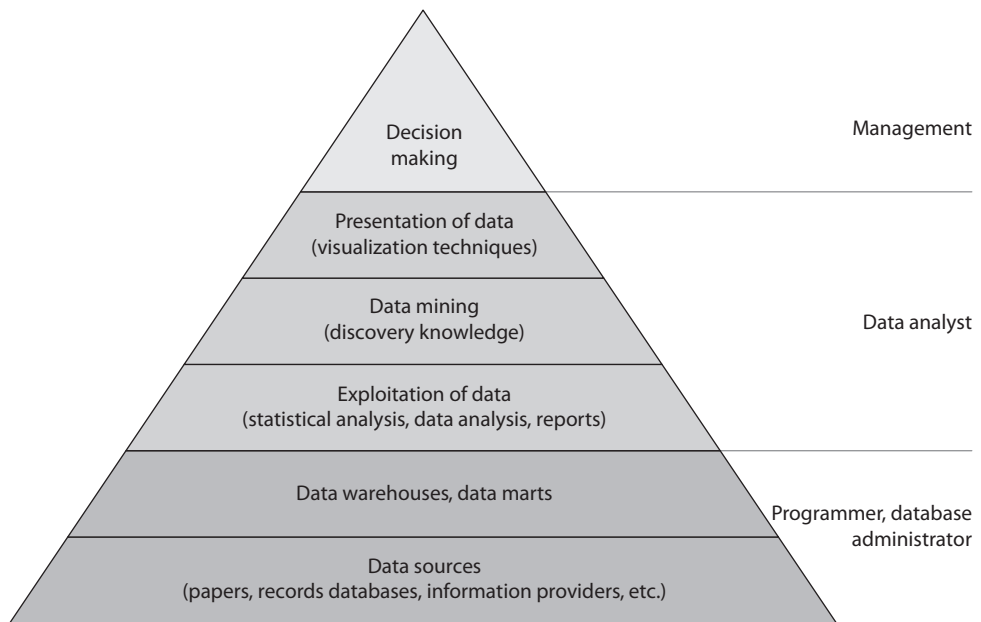 Decision
making
Management
Presentation of data
(visualization techniques)
Data mining
(discovery knowledge)
Data analyst
Exploitation of data
(statistical analysis, data analysis, reports)
Data warehouses, data marts
Programmer, database
administrator
Data sources
(papers, records databases, information providers, etc.)